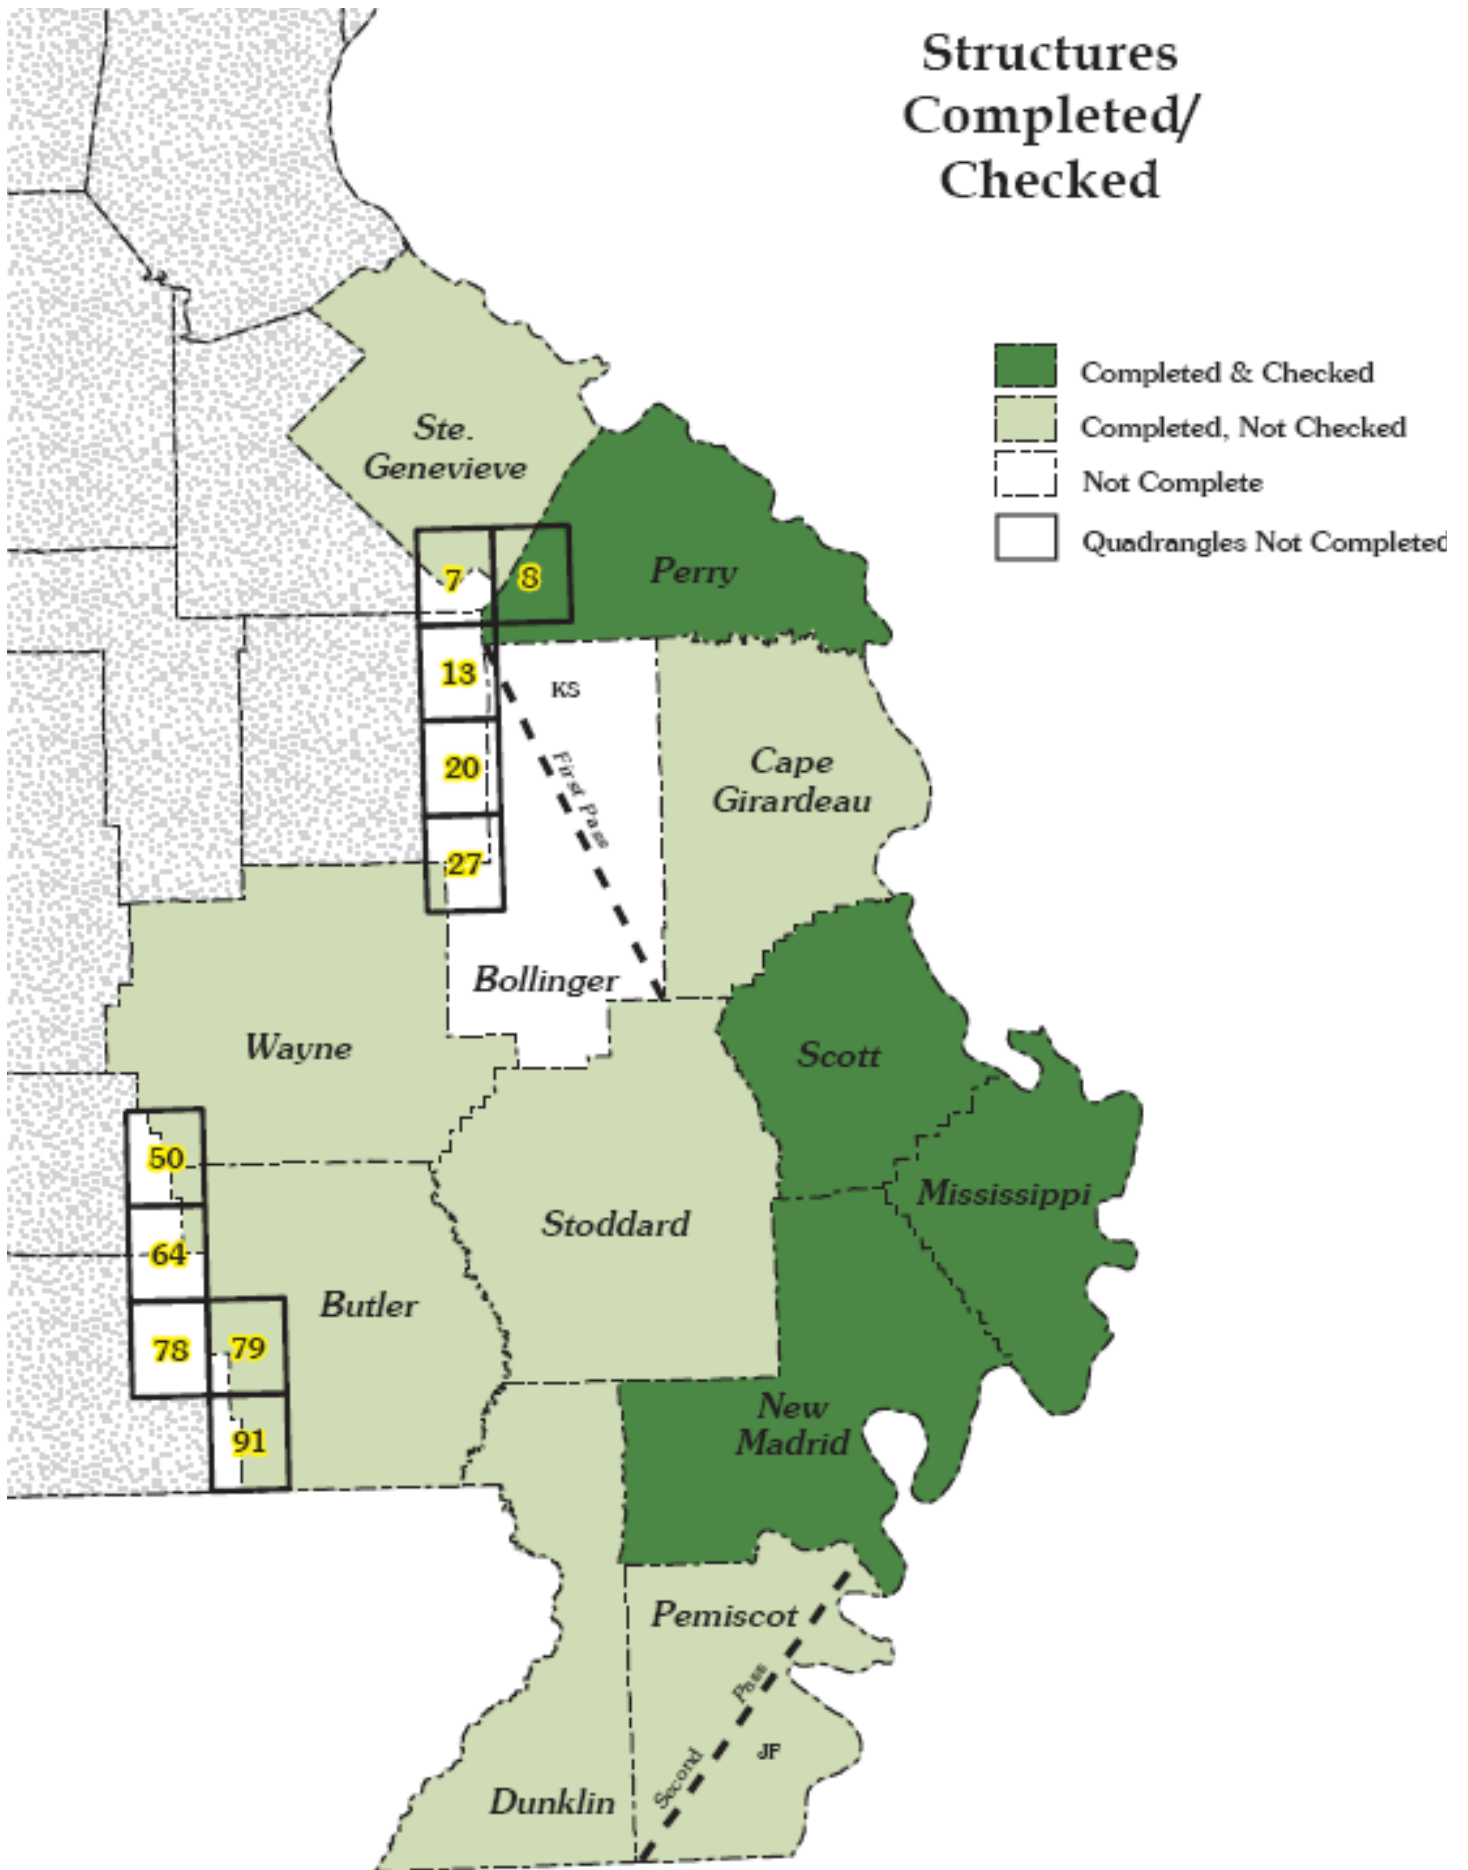 Structures
Completed/
Checked
Completed & Checked
Completed, Not Checked
Not Complete
Quadrangles Not Completed
Ste.
Genevieve
7
8
Perry
13
KS
20
First Pass
Cape
Girardeau
27
Bollinger
Wayne
Scott
50
Mississippi
Stoddard
64
Butler
78
79
New
Madrid
91
Pemiscot
Second Pass
JF
Dunklin